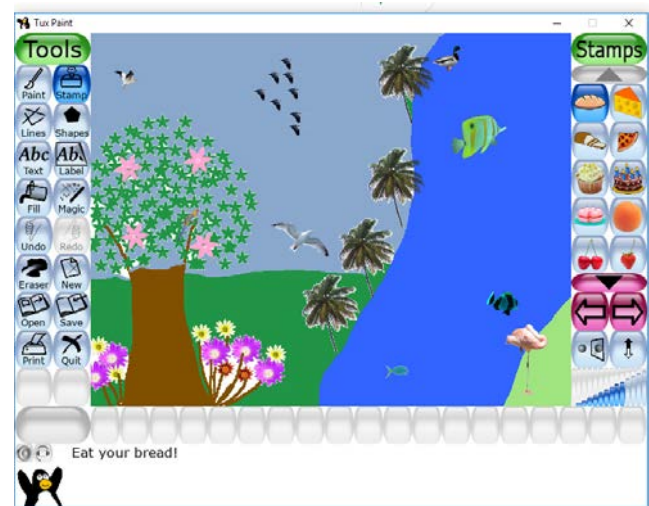 Tux Paint
Tools
Stamps
Paint Stamp
Lines Shapes
Abc Abc
Text Label
Fill Magic
Undo Redo
Eraser New
Open Save
Print Quit
Eat your bread!